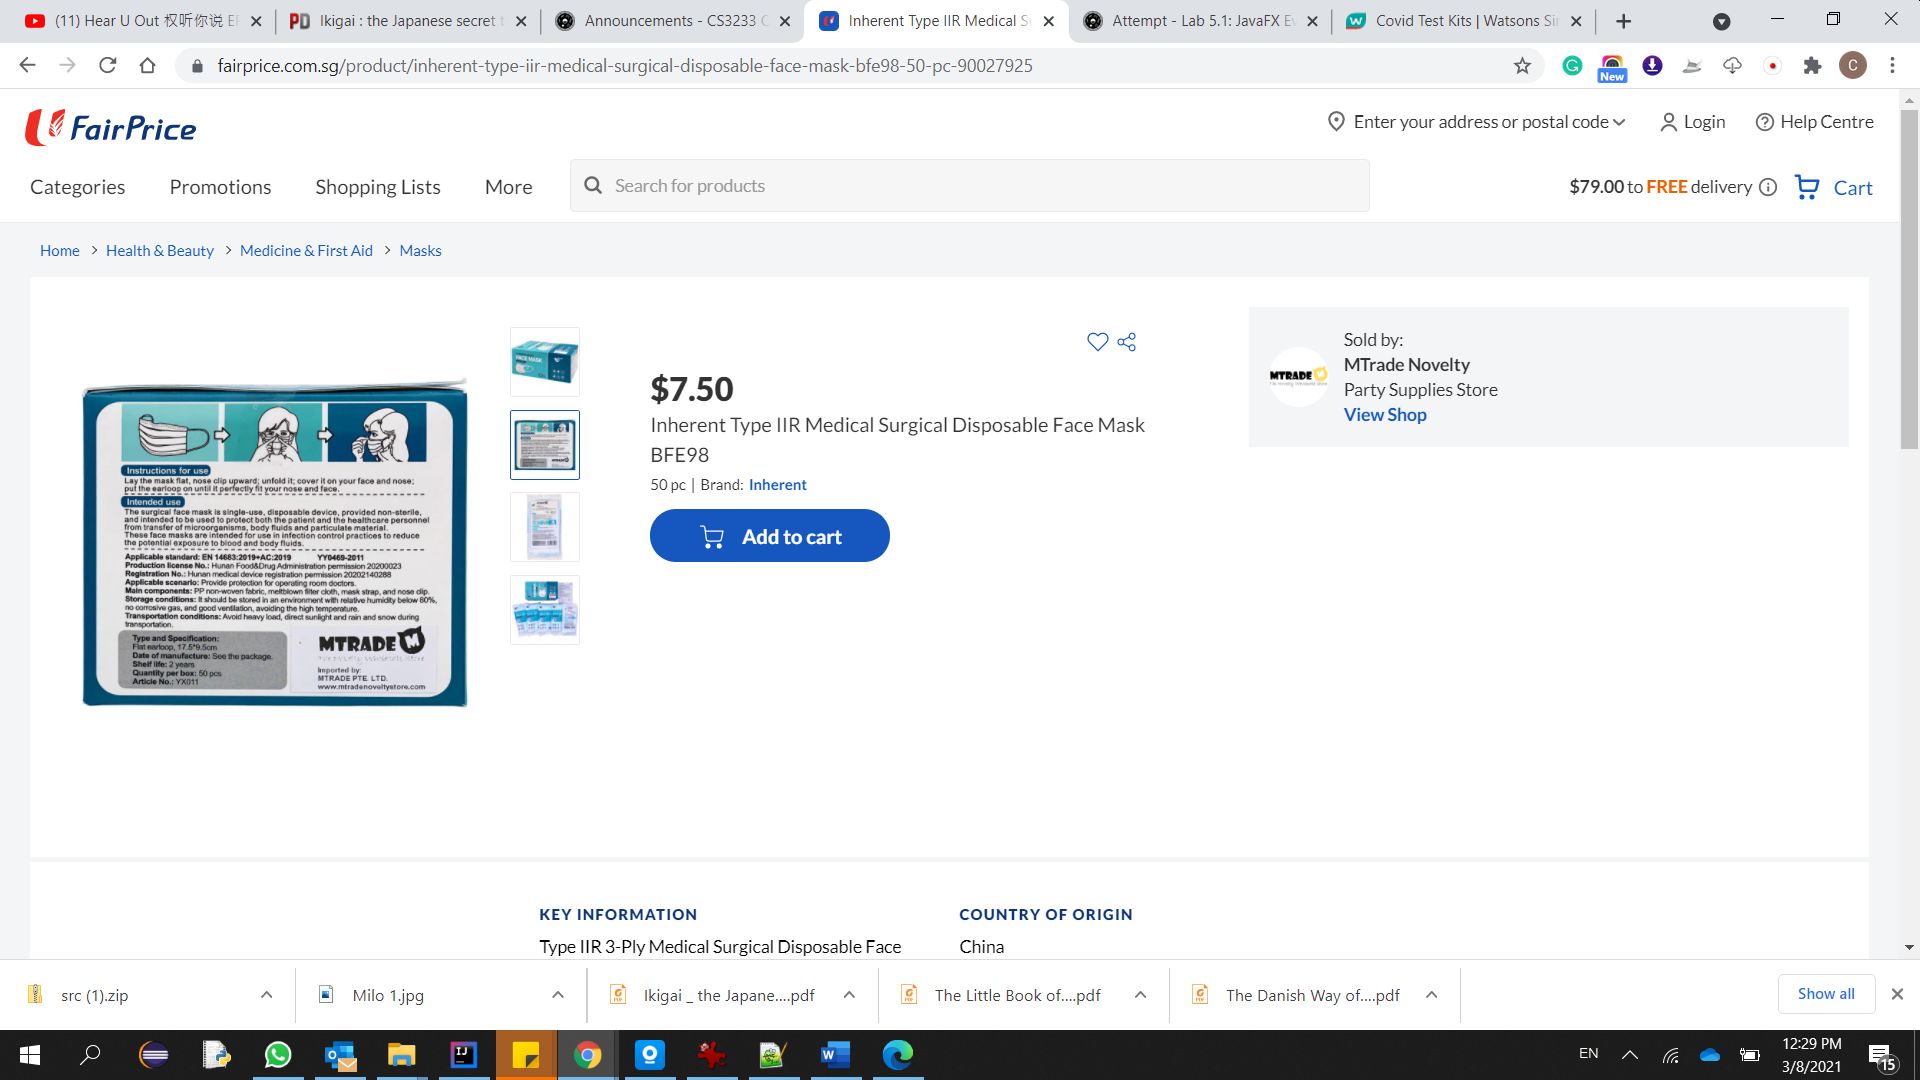 (11) Hear U Out 权听你说 EP
Ikigai : the Japanese secret t
Announcements - CS3233 C
Inherent Type IIR Medical S
Attempt - Lab 5.1: JavaFX Ev
Covid Test Kits | Watsons Sin
fairprice.com.sg/product/inherent-type-iir-medical-surgical-disposable-face-mask-bfe98-50-pc-90027925
New
C
FairPrice
Enter your address or postal code
Login
Help Centre
Categories
Promotions
Shopping Lists
More
Search for products
$79.00 to FREE delivery
Cart
Home > Health & Beauty > Medicine & First Aid > Masks
Instructions for use
Lay the mask flat, nose clip upward; unfold it; cover it on your face and nose;
put the earloop on until it perfectly fit your nose and face.
Intended use
The surgical face mask is single-use, disposable device, provided non-sterile,
and intended to be used to protect both the patient and the healthcare personnel
from transfer of microorganisms, body fluids and particulate material.
These face masks are intended for use in infection control practices to reduce
the potential exposure to blood and body fluids.
Applicable standard: EN 14683:2019+AC:2019 YY0469-2011
Production license No.: Hunan Food&Drug Administration permission 20200023
Registration No.: Hunan medical device registration permission 20202140288
Applicable scenario: Provide protection for operating room doctors.
Main components: PP non-woven fabric, meltblown filter cloth, mask strap, and nose clip.
Storage conditions: It should be stored in an environment with relative humidity below 80%,
no corrosive gas, and good ventilation, avoiding the high temperature.
Transportation conditions: Avoid heavy load, direct sunlight and rain and snow during
transportation.
Type and Specification:
Flat earloop, 17.5*9.5cm
Date of manufacture: See the package.
Shelf life: 2 years
Quantity per box: 50 pcs
Article No.: YX011
MTRADE
Imported by:
MTRADE PTE. LTD.
www.mtradenoveltystore.com
FACE MASK
$7.50
Inherent Type IIR Medical Surgical Disposable Face Mask
BFE98
50 pc | Brand: Inherent
Add to cart
MTRADE
Sold by:
MTrade Novelty
Party Supplies Store
View Shop
KEY INFORMATION
Type IIR 3-Ply Medical Surgical Disposable Face
COUNTRY OF ORIGIN
China
src (1).zip
Milo 1.jpg
Ikigai _ the Japane....pdf
The Little Book of....pdf
The Danish Way of....pdf
Show all
EN
12:29 PM
3/8/2021
15